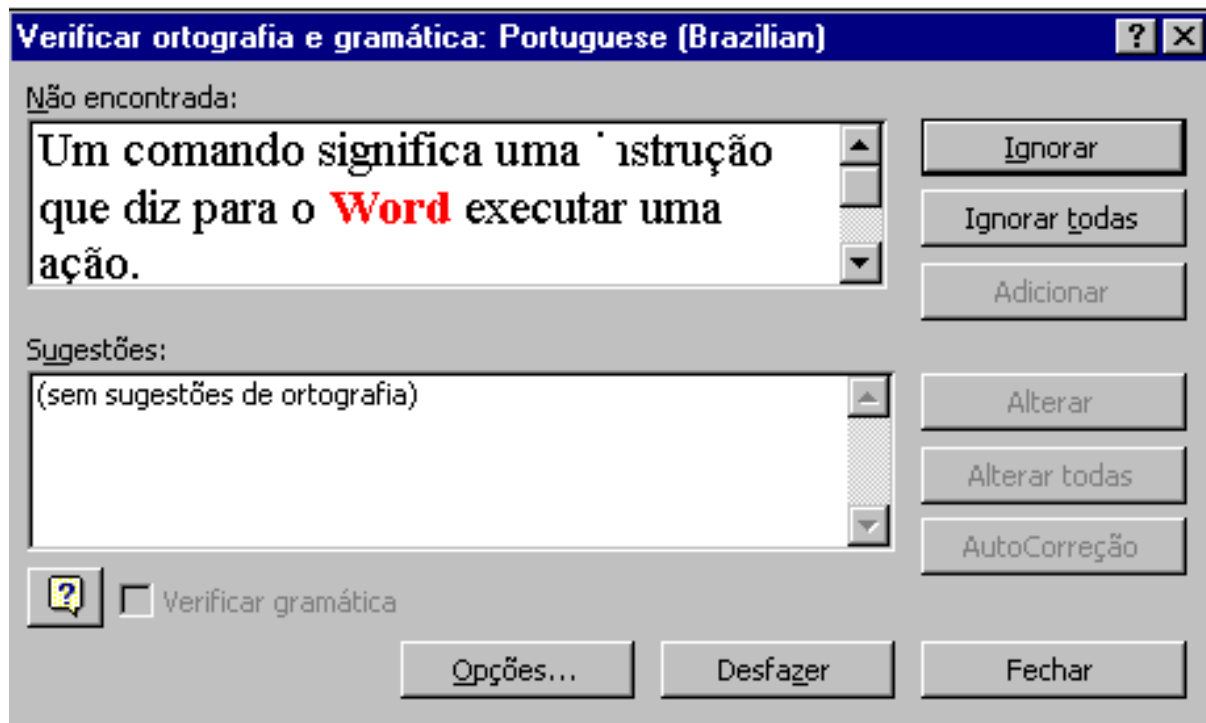 Verificar ortografia e gramática: Portuguese (Brazilian)
Não encontrada:
Um comando significa uma
que diz para o Word executar uma
ação.
Ignorar
Ignorar todas
Adicionar
Sugestões:
(sem sugestões de ortografia)
Alterar
Alterar todas
AutoCorreção
Verificar gramática
Opções...
Desfazer
Fechar